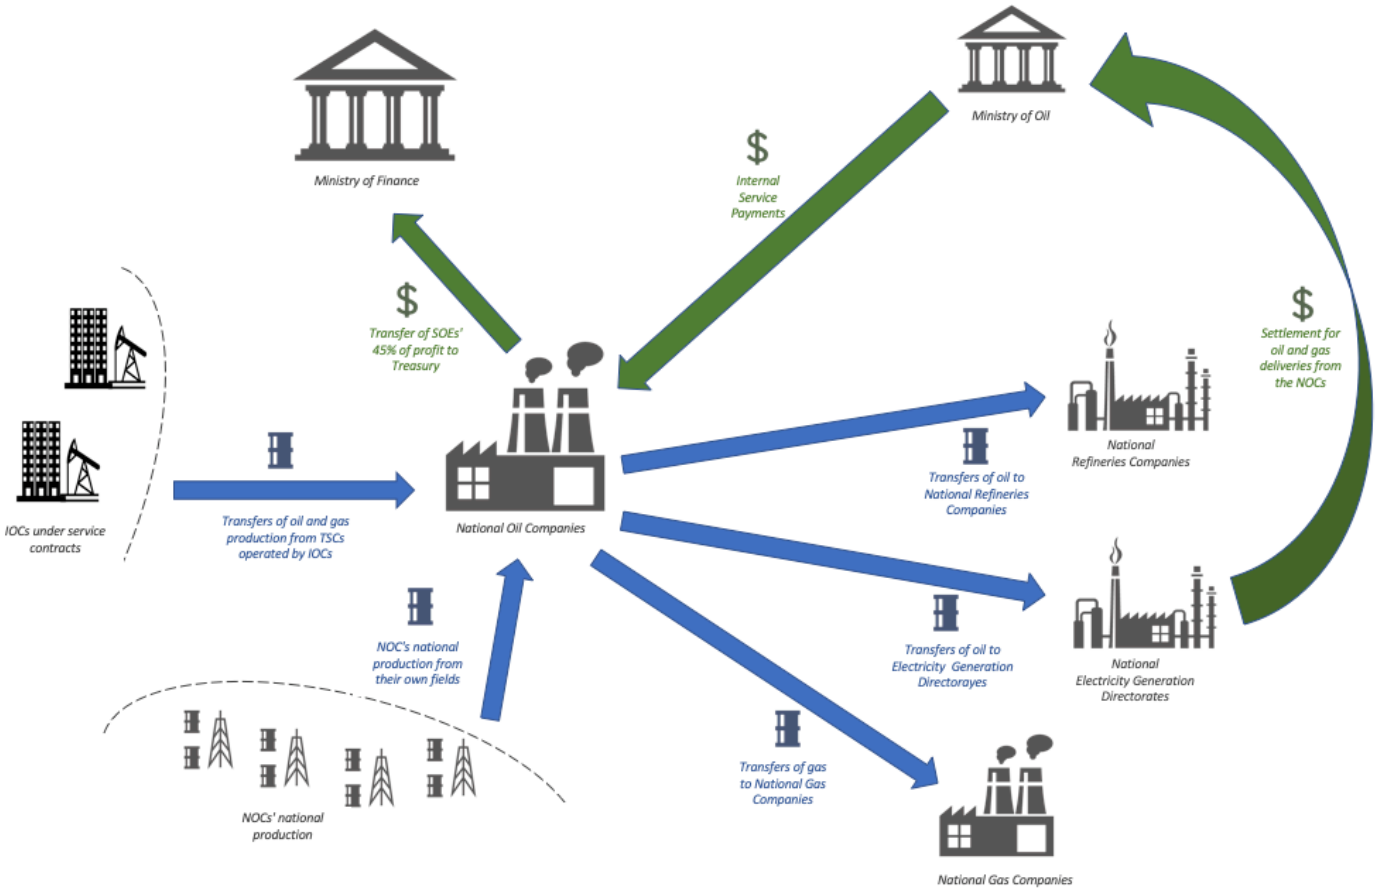 Ministry of Oil
$
Internal
Service
Payments
Ministry of Finance
$
Transfer of SOEs'
45% of profit to
Treasury
$
Settlement for
oil and gas
deliveries from
the NOCs
National
Refineries Companies
Transfers of oil to
National Refineries
Companies
IOCs under service
contracts
Transfers of oil and gas
production from TSCs
operated by IOCs
National Oil Companies
NOC's national
production from
their own fields
Transfers of oil to
Electricity Generation
Directorayes
National
Electricity Generation
Directorates
Transfers of gas
to National Gas
Companies
NOCs' national
production
National Gas Companies